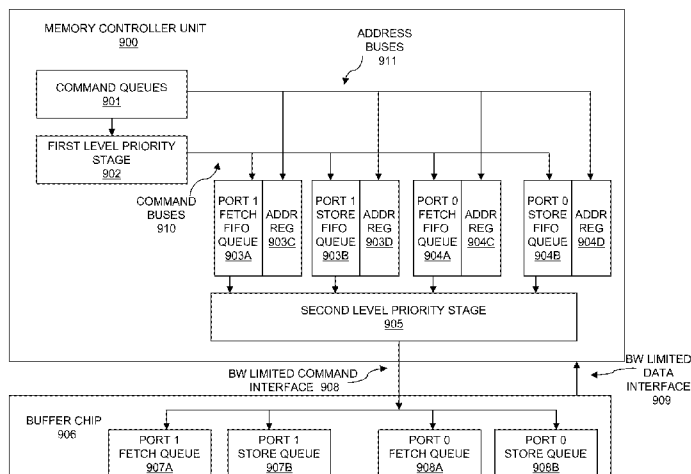 MEMORY CONTROLLER UNIT
900
ADDRESS
BUSES
911
COMMAND QUEUES
901
FIRST LEVEL PRIORITY
STAGE
902
COMMAND
BUSES
910
PORT 1
FETCH
FIFO
QUEUE
903A
ADDR
REG
903C
PORT 1
STORE
FIFO
QUEUE
903B
ADDR
REG
903D
PORT 0
FETCH
FIFO
QUEUE
904A
ADDR
REG
904C
PORT 0
STORE
FIFO
QUEUE
904B
ADDR
REG
904D
SECOND LEVEL PRIORITY STAGE
905
BW LIMITED COMMAND
INTERFACE 908
BW LIMITED
DATA
INTERFACE
909
BUFFER CHIP
906
PORT 1
FETCH QUEUE
907A
PORT 1
STORE QUEUE
907B
PORT 0
FETCH QUEUE
908A
PORT 0
STORE QUEUE
908B